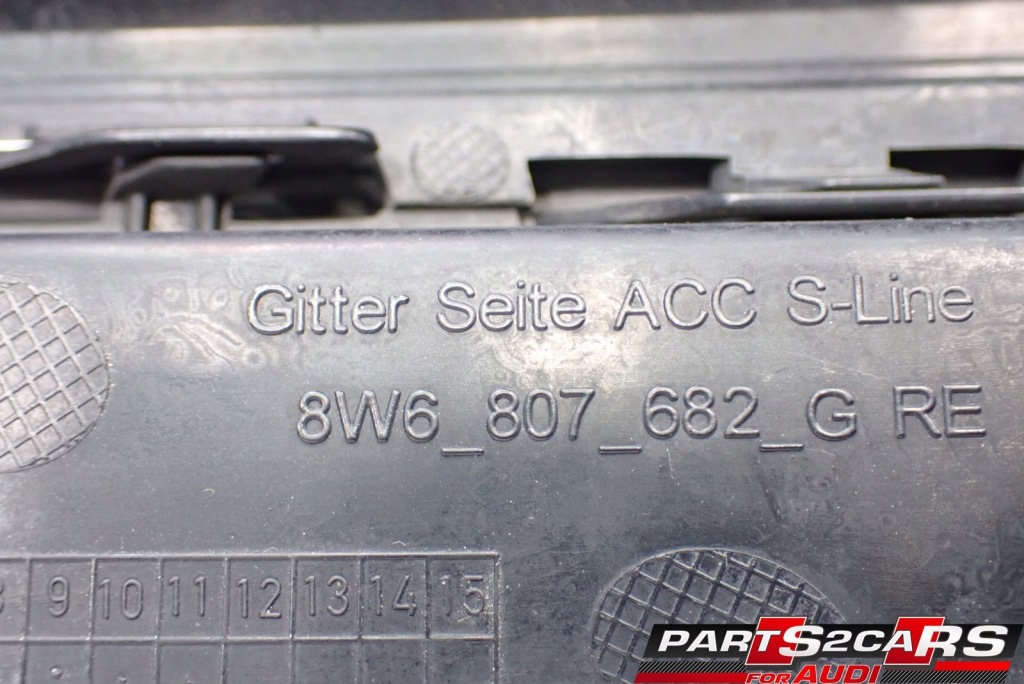 Gitter Seite ACC S-Line
8W6_807_682_G RE
9 10 11 12 13 14 15
PARTS2CARS
FOR AUDI